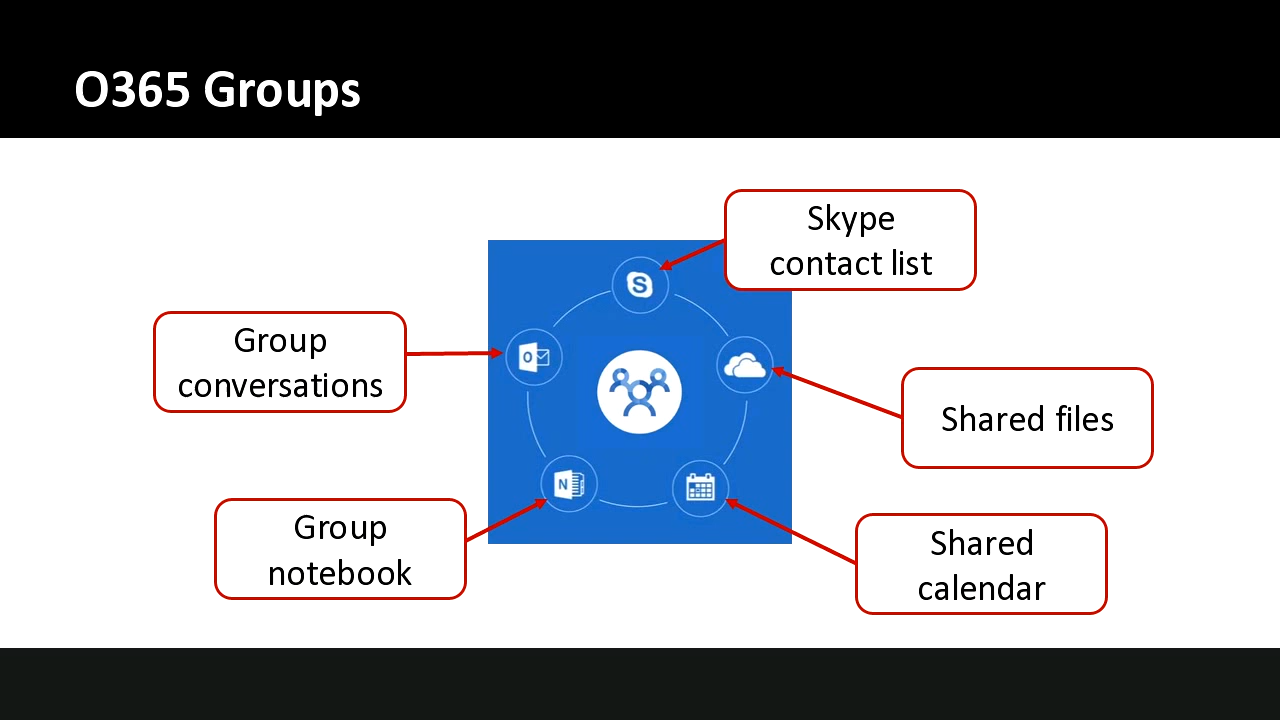 O365 Groups
Skype
contact list
Group
conversations
Shared files
Group
notebook
Shared
calendar
S
O
N